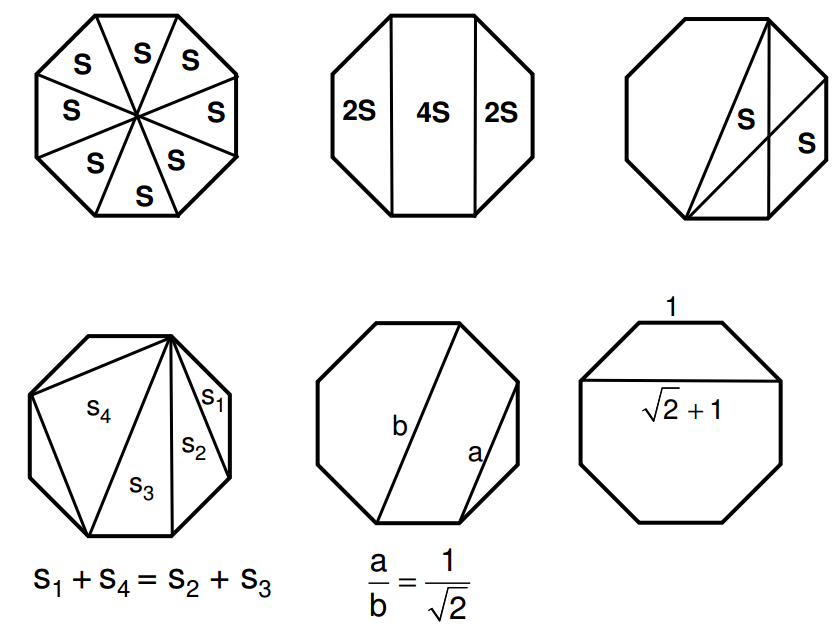 S S S
S S
S S
S
2S 4S 2S
S S
s₁
s₄
s₂
s₃
s₁ + s₄ = s₂ + s₃
b
a
a/b = 1/√2
1
√2 + 1